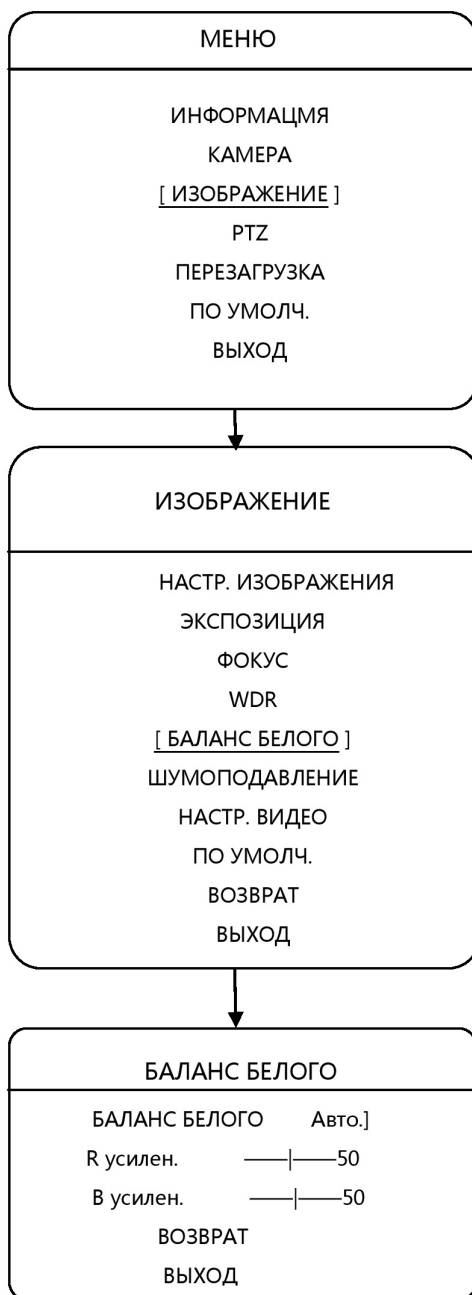 МЕНЮ
ИНФОРМАЦМЯ
КАМЕРА
[ ИЗОБРАЖЕНИЕ ]
PTZ
ПЕРЕЗАГРУЗКА
ПО УМОЛЧ.
ВЫХОД
ИЗОБРАЖЕНИЕ
НАСТР. ИЗОБРАЖЕНИЯ
ЭКСПОЗИЦИЯ
ФОКУС
WDR
[ БАЛАНС БЕЛОГО ]
ШУМОПОДАВЛЕНИЕ
НАСТР. ВИДЕО
ПО УМОЛЧ.
ВОЗВРАТ
ВЫХОД
БАЛАНС БЕЛОГО
БАЛАНС БЕЛОГО Авто.]
R усилен. ——|——50
B усилен. ——|——50
ВОЗВРАТ
ВЫХОД